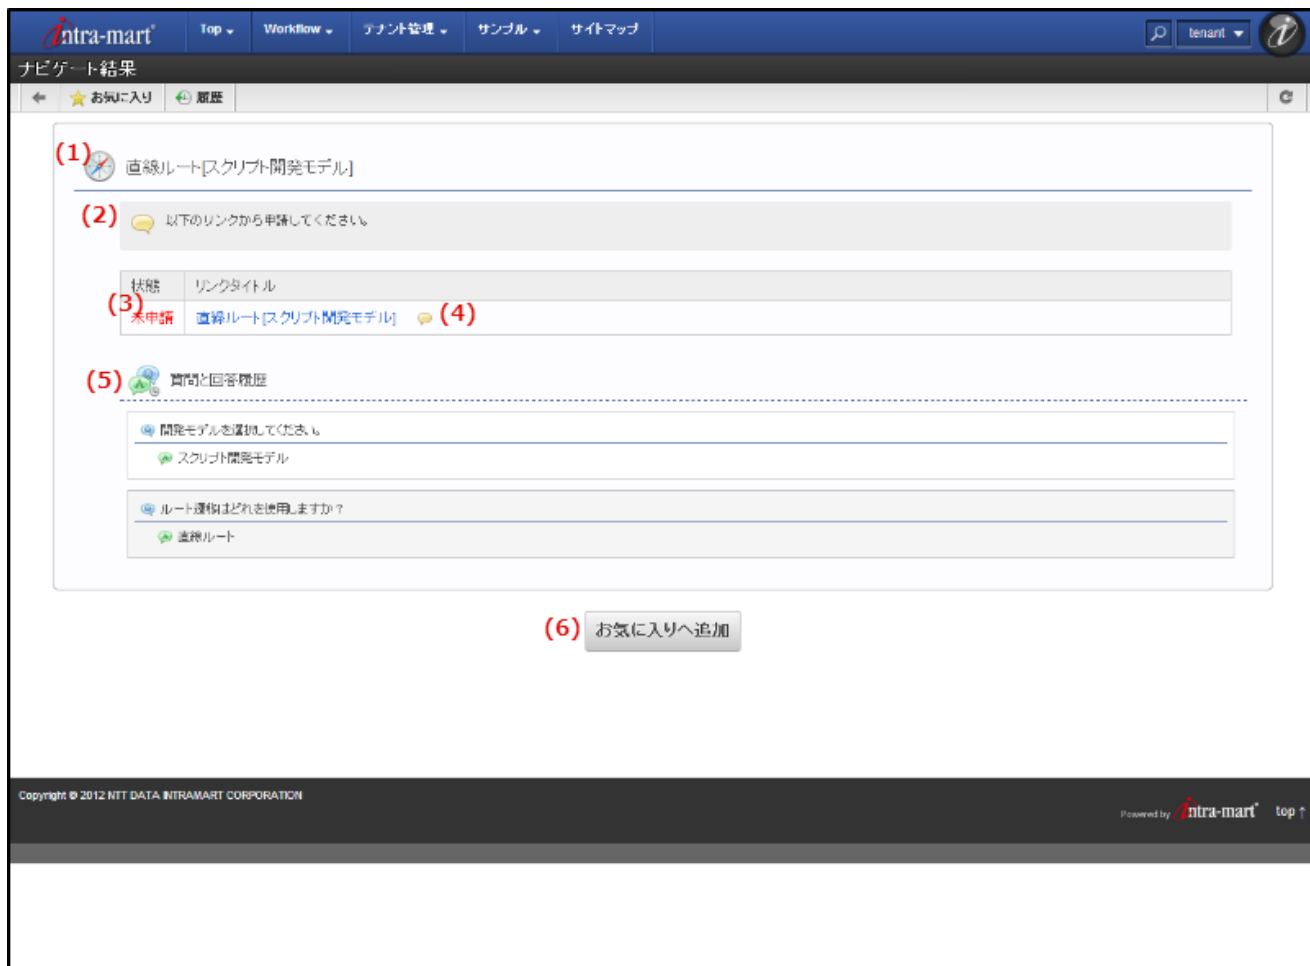 intra-mart® Top Workflow テナント管理 サンプル サイトマップ tenant
ナビゲート結果
お気に入り 履歴
(1) 直線ルート[スクリプト開発モデル]
(2) 以下のリンクから申請してください。
状態 リンクタイトル
(3)
未申請 直線ルート[スクリプト開発モデル] (4)
(5) 質問と回答履歴
開発モデルを選択してください。
スクリプト開発モデル
ルート遷移はどれを使用しますか?
直線ルート
(6) お気に入りへ追加
Copyright © 2012 NTT DATA INTRAMART CORPORATION
Powered by intra-mart® top↑